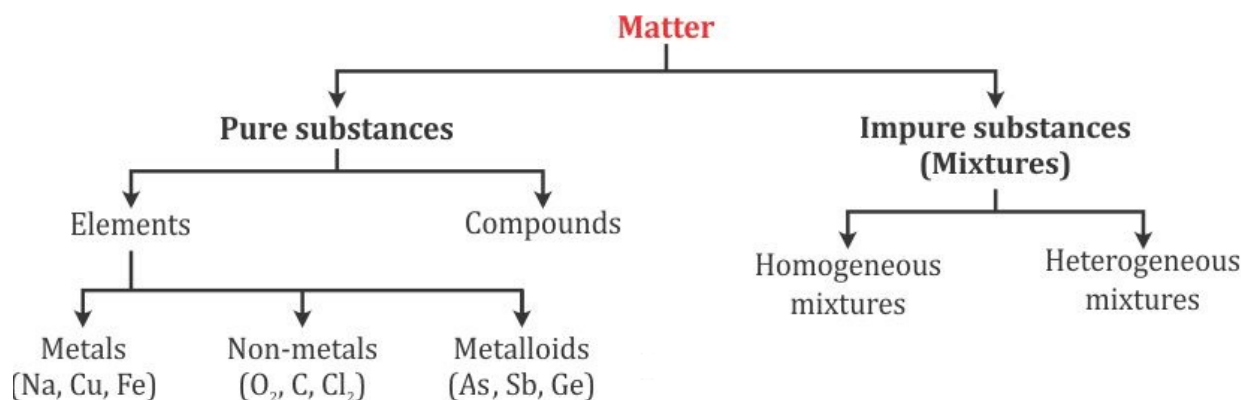 Matter
Pure substances
Impure substances
(Mixtures)
Elements
Compounds
Homogeneous
mixtures
Heterogeneous
mixtures
Metals
(Na, Cu, Fe)
Non-metals
(O₂, C, Cl₂)
Metalloids
(As, Sb, Ge)